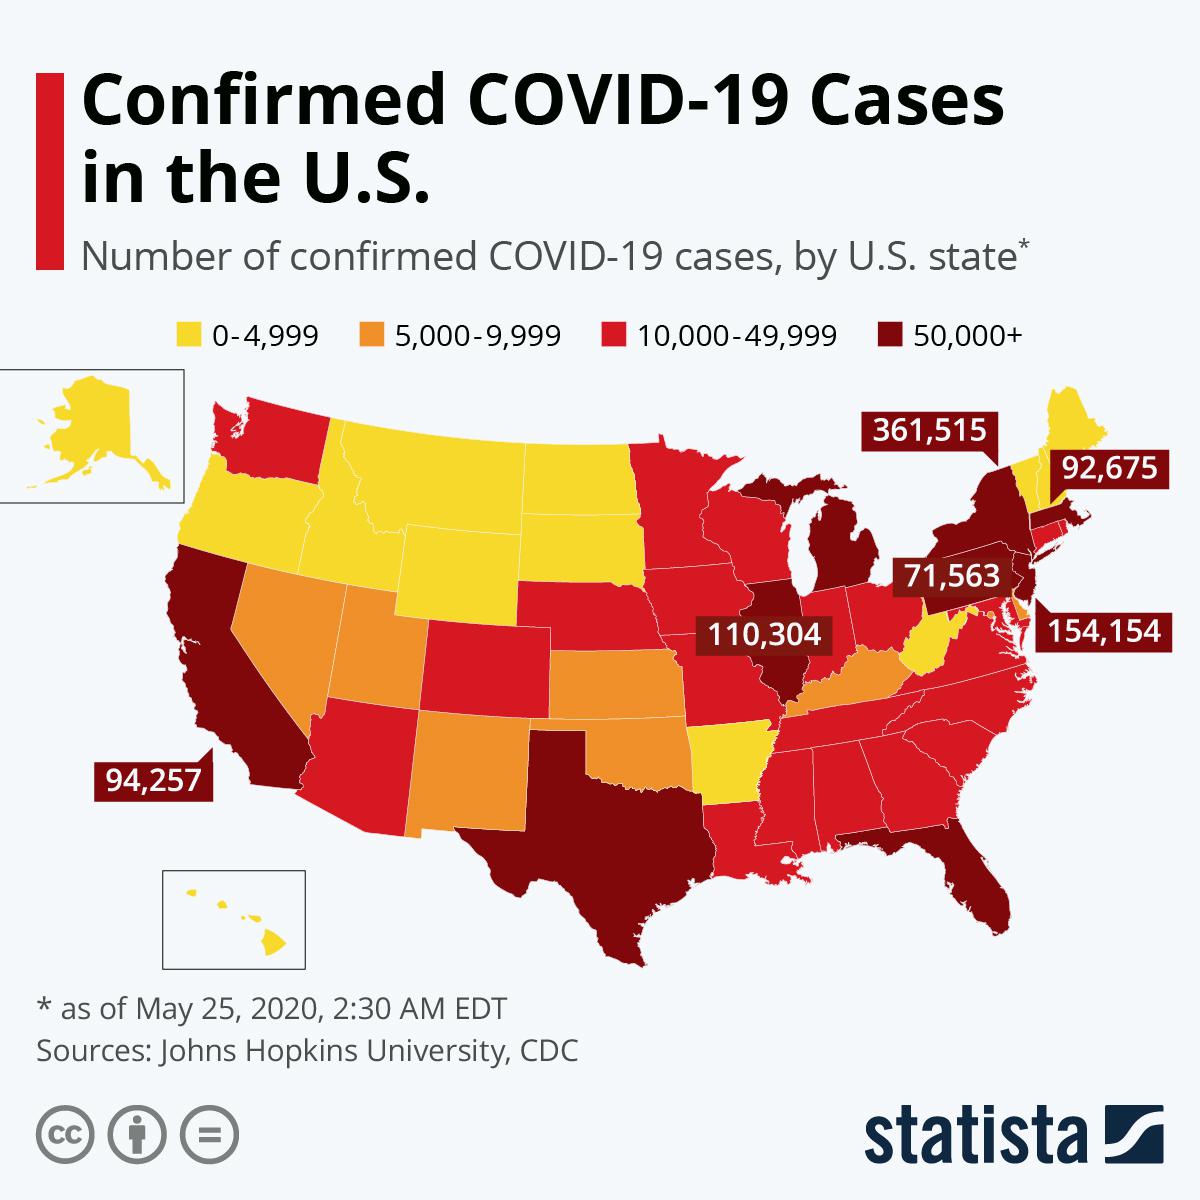 Confirmed COVID-19 Cases
in the U.S.
Number of confirmed COVID-19 cases, by U.S. state*
0-4,999 5,000-9,999 10,000-49,999 50,000+
361,515
92,675
71,563
110,304
154,154
94,257
* as of May 25, 2020, 2:30 AM EDT
Sources: Johns Hopkins University, CDC
cc =
statista